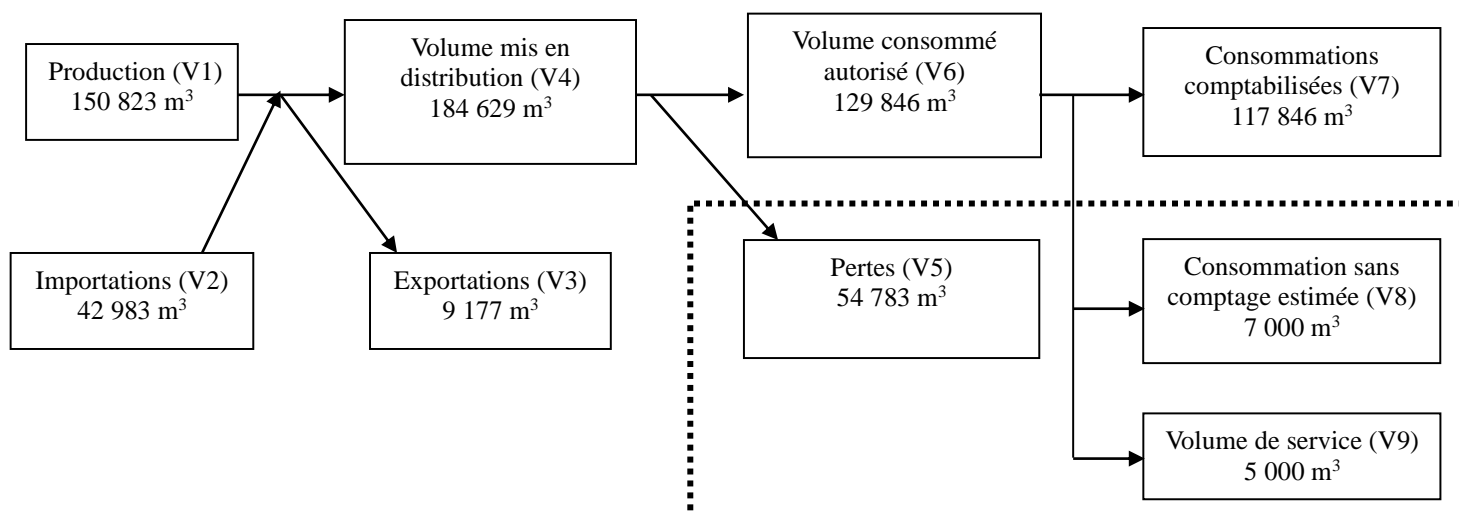 Production (V1)
150 823 m³
Volume mis en
distribution (V4)
184 629 m³
Volume consommé
autorisé (V6)
129 846 m³
Consommations
comptabilisées (V7)
117 846 m³
Importations (V2)
42 983 m³
Exportations (V3)
9 177 m³
Pertes (V5)
54 783 m³
Consommation sans
comptage estimée (V8)
7 000 m³
Volume de service (V9)
5 000 m³